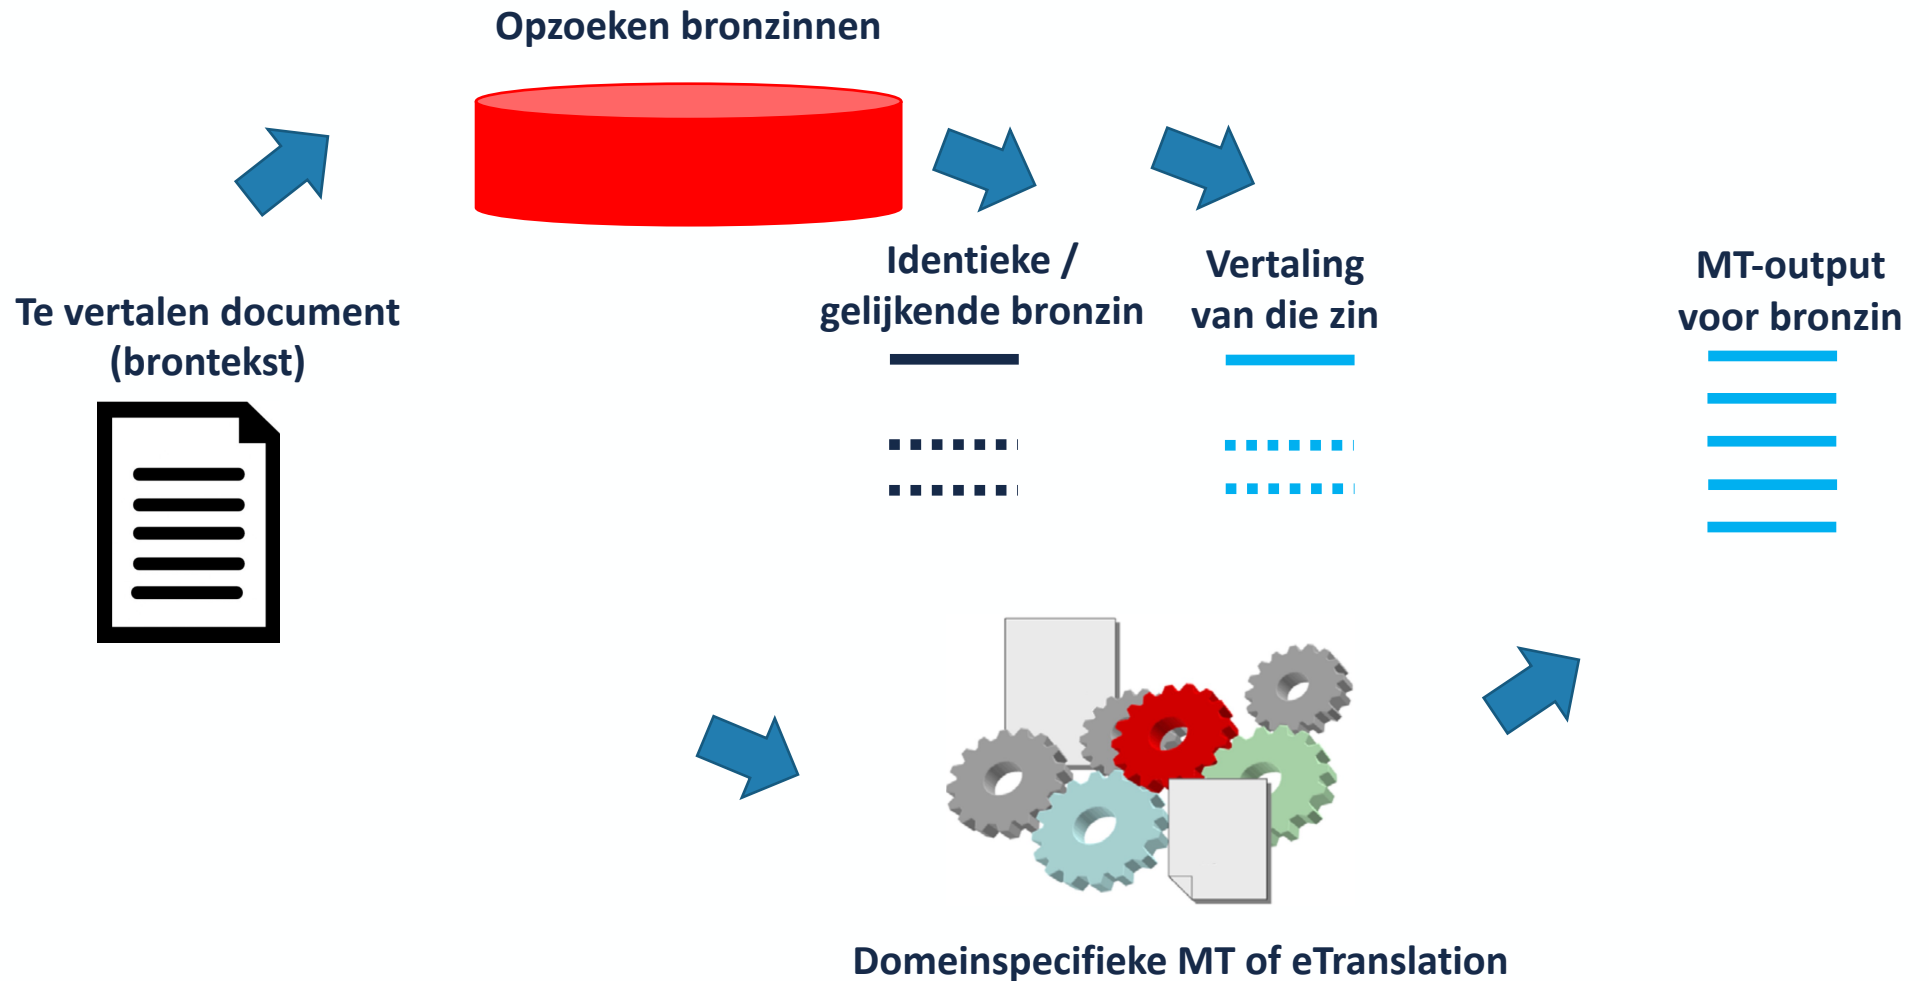 Opzoeken bronzinnen
Te vertalen document
(brontekst)
Identieke /
gelijkende bronzin
Vertaling
van die zin
MT-output
voor bronzin
Domeinspecifieke MT of eTranslation